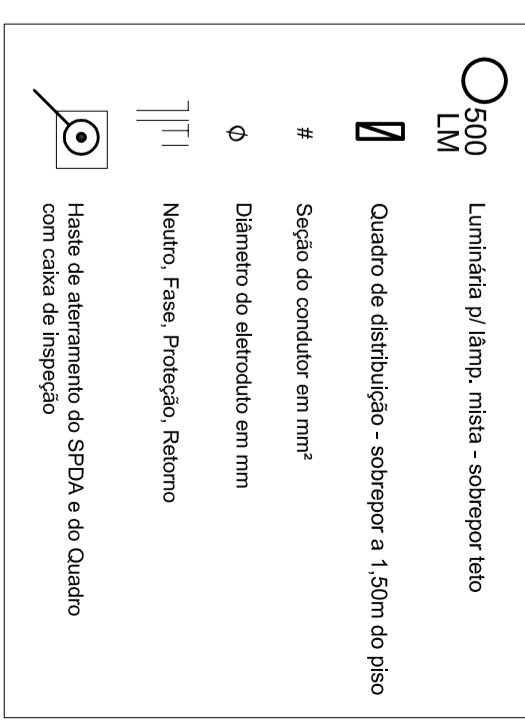 500
LM
Luminária p/ lâmp. mista - sobrepor teto
Quadro de distribuição - sobrepor a 1,50m do piso
# Seção do condutor em mm²
ϕ Diâmetro do eletroduto em mm
Neutro, Fase, Proteção, Retorno
Haste de aterramento do SPDA e do Quadro
com caixa de inspeção